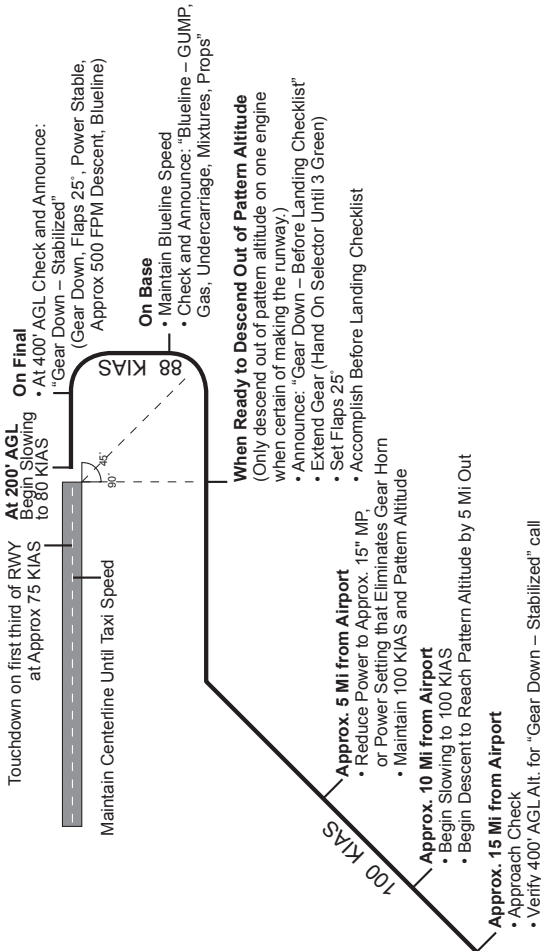 Touchdown on first third of RWY
at Approx 75 KIAS
Maintain Centerline Until Taxi Speed
At 200' AGL
Begin Slowing
to 80 KIAS
On Final
• At 400' AGL Check and Announce:
"Gear Down – Stabilized"
(Gear Down, Flaps 25˚, Power Stable,
Approx 500 FPM Descent, Blueline)
90˚
45˚
88 KIAS
On Base
• Maintain Blueline Speed
• Check and Announce: "Blueline – GUMP,
Gas, Undercarriage, Mixtures, Props"
When Ready to Descend Out of Pattern Altitude
(Only descend out of pattern altitude on one engine
when certain of making the runway.)
• Announce: "Gear Down – Before Landing Checklist"
• Extend Gear (Hand On Selector Until 3 Green)
• Set Flaps 25˚
• Accomplish Before Landing Checklist
Approx. 5 Mi from Airport
• Reduce Power to Approx. 15" MP,
or Power Setting that Eliminates Gear Horn
• Maintain 100 KIAS and Pattern Altitude
100 KIAS
Approx. 10 Mi from Airport
• Begin Slowing to 100 KIAS
• Begin Descent to Reach Pattern Altitude by 5 Mi Out
Approx. 15 Mi from Airport
• Approach Check
• Verify 400' AGL Alt. for "Gear Down – Stabilized" call